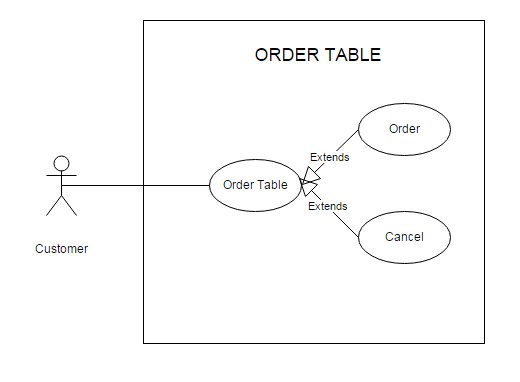 ORDER TABLE
Order
Extends
Order Table
Extends
Cancel
Customer